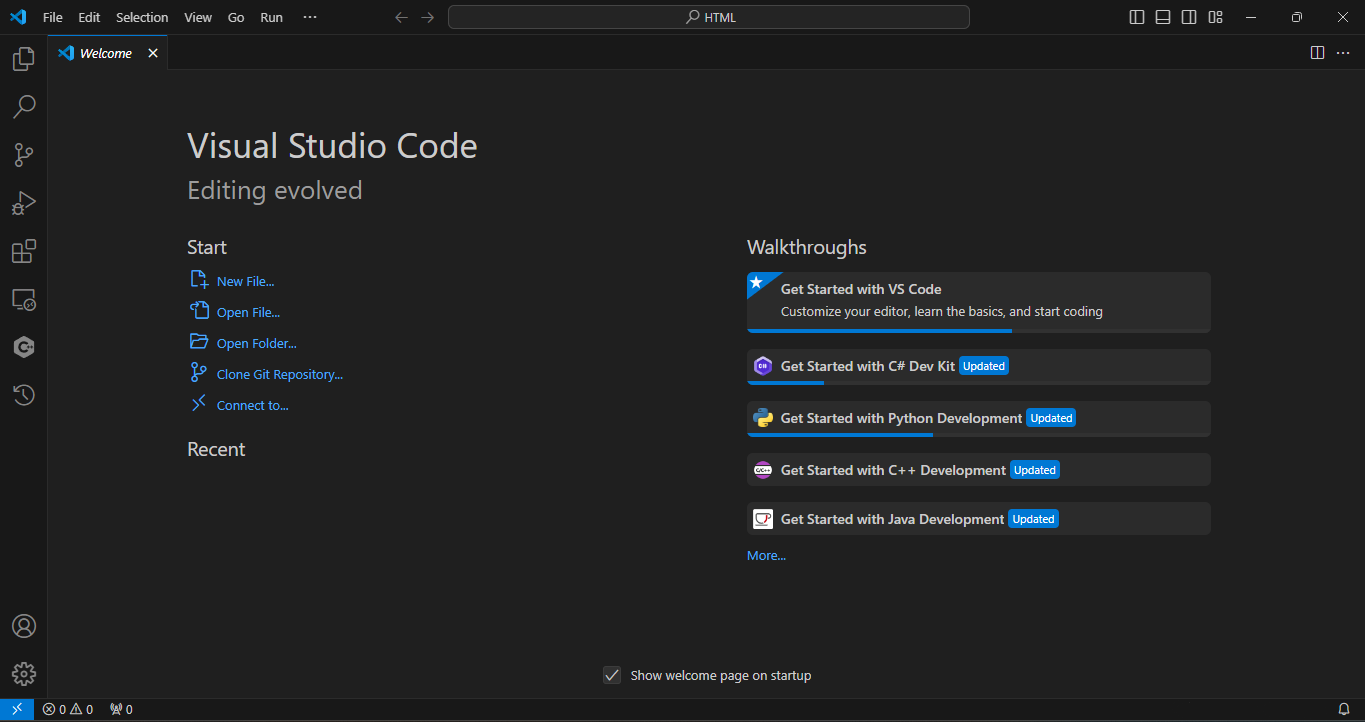 File Edit Selection View Go Run ···
HTML
Welcome
Visual Studio Code
Editing evolved
Start
New File...
Open File...
Open Folder...
Clone Git Repository...
Connect to...
Recent
Walkthroughs
Get Started with VS Code
Customize your editor, learn the basics, and start coding
Get Started with C# Dev Kit Updated
Get Started with Python Development Updated
C/C++ Get Started with C++ Development Updated
Get Started with Java Development Updated
More...
Show welcome page on startup
0 0 0